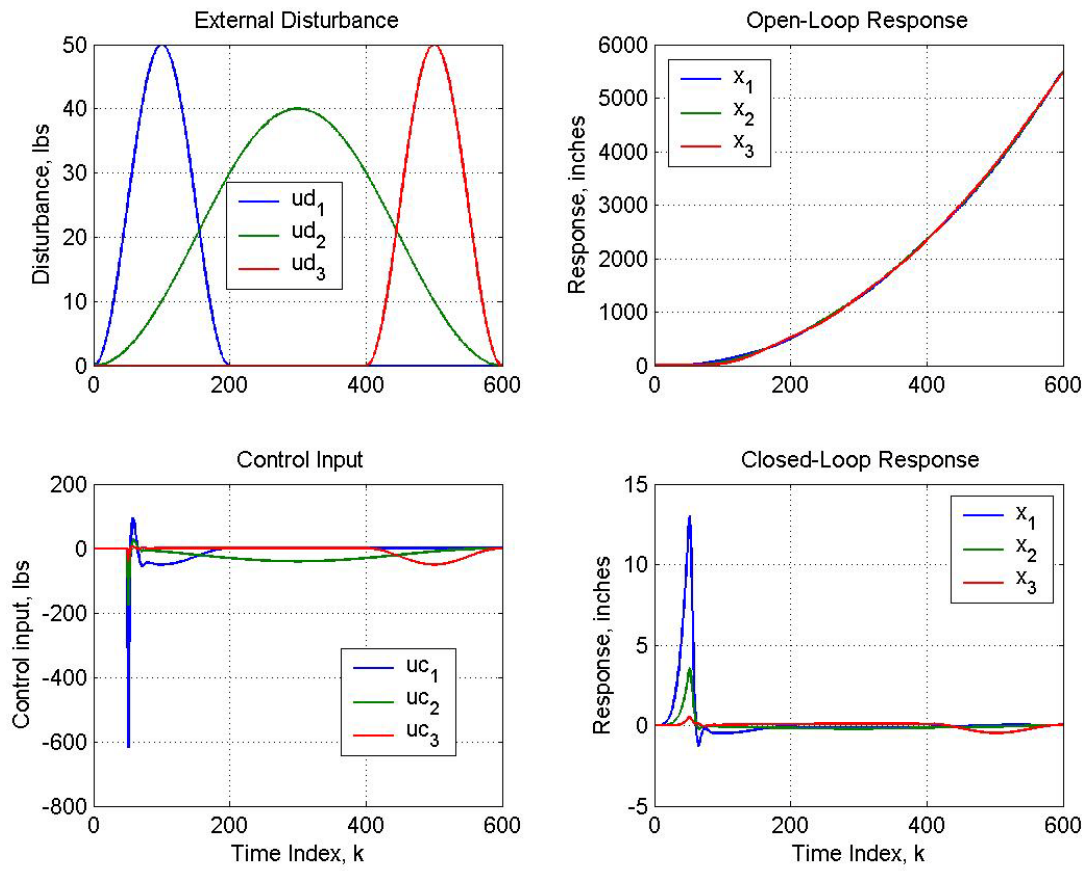 External Disturbance
Disturbance, lbs
50
40
30
20
10
0
0
200
400
600
ud1
ud2
ud3
Open-Loop Response
Response, inches
6000
5000
4000
3000
2000
1000
0
0
200
400
600
x1
x2
x3
Control Input
Control input, lbs
200
0
-200
-400
-600
-800
0
200
400
600
Time Index, k
uc1
uc2
uc3
Closed-Loop Response
Response, inches
15
10
5
0
-5
0
200
400
600
Time Index, k
x1
x2
x3